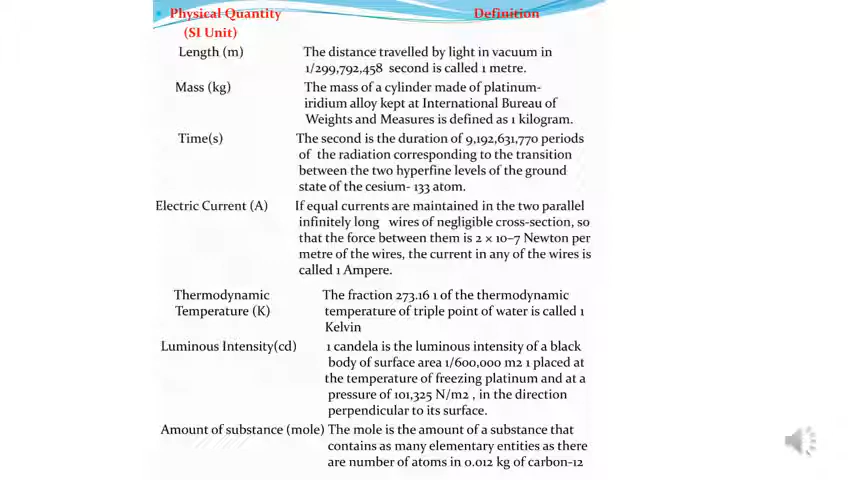 Physical Quantity Definition
(SI Unit)
Length (m) The distance travelled by light in vacuum in
1/299,792,458 second is called 1 metre.
Mass (kg) The mass of a cylinder made of platinum-
iridium alloy kept at International Bureau of
Weights and Measures is defined as 1 kilogram.
Time(s) The second is the duration of 9,192,631,770 periods
of the radiation corresponding to the transition
between the two hyperfine levels of the ground
state of the cesium- 133 atom.
Electric Current (A) If equal currents are maintained in the two parallel
infinitely long wires of negligible cross-section, so
that the force between them is 2 × 10–7 Newton per
metre of the wires, the current in any of the wires is
called 1 Ampere.
Thermodynamic The fraction 273.16 1 of the thermodynamic
Temperature (K) temperature of triple point of water is called 1
Kelvin
Luminous Intensity(cd) 1 candela is the luminous intensity of a black
body of surface area 1/600,000 m2 1 placed at
the temperature of freezing platinum and at a
pressure of 101,325 N/m2 , in the direction
perpendicular to its surface.
Amount of substance (mole) The mole is the amount of a substance that
contains as many elementary entities as there
are number of atoms in 0.012 kg of carbon-12